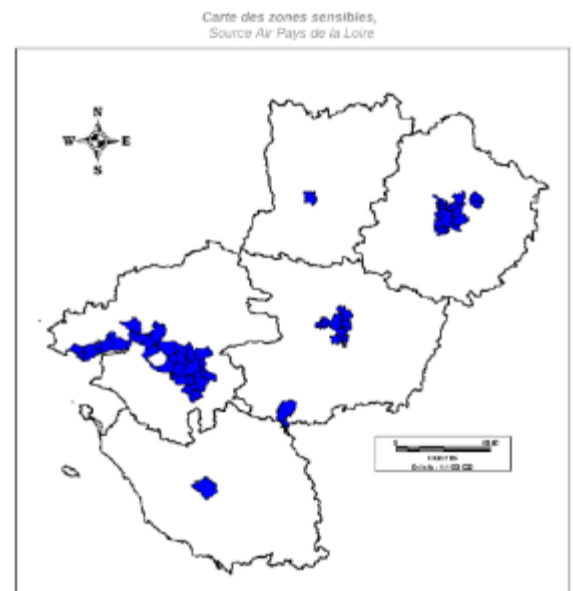 Carte des zones sensibles,
Source Air Pays de la Loire
N
W E
S